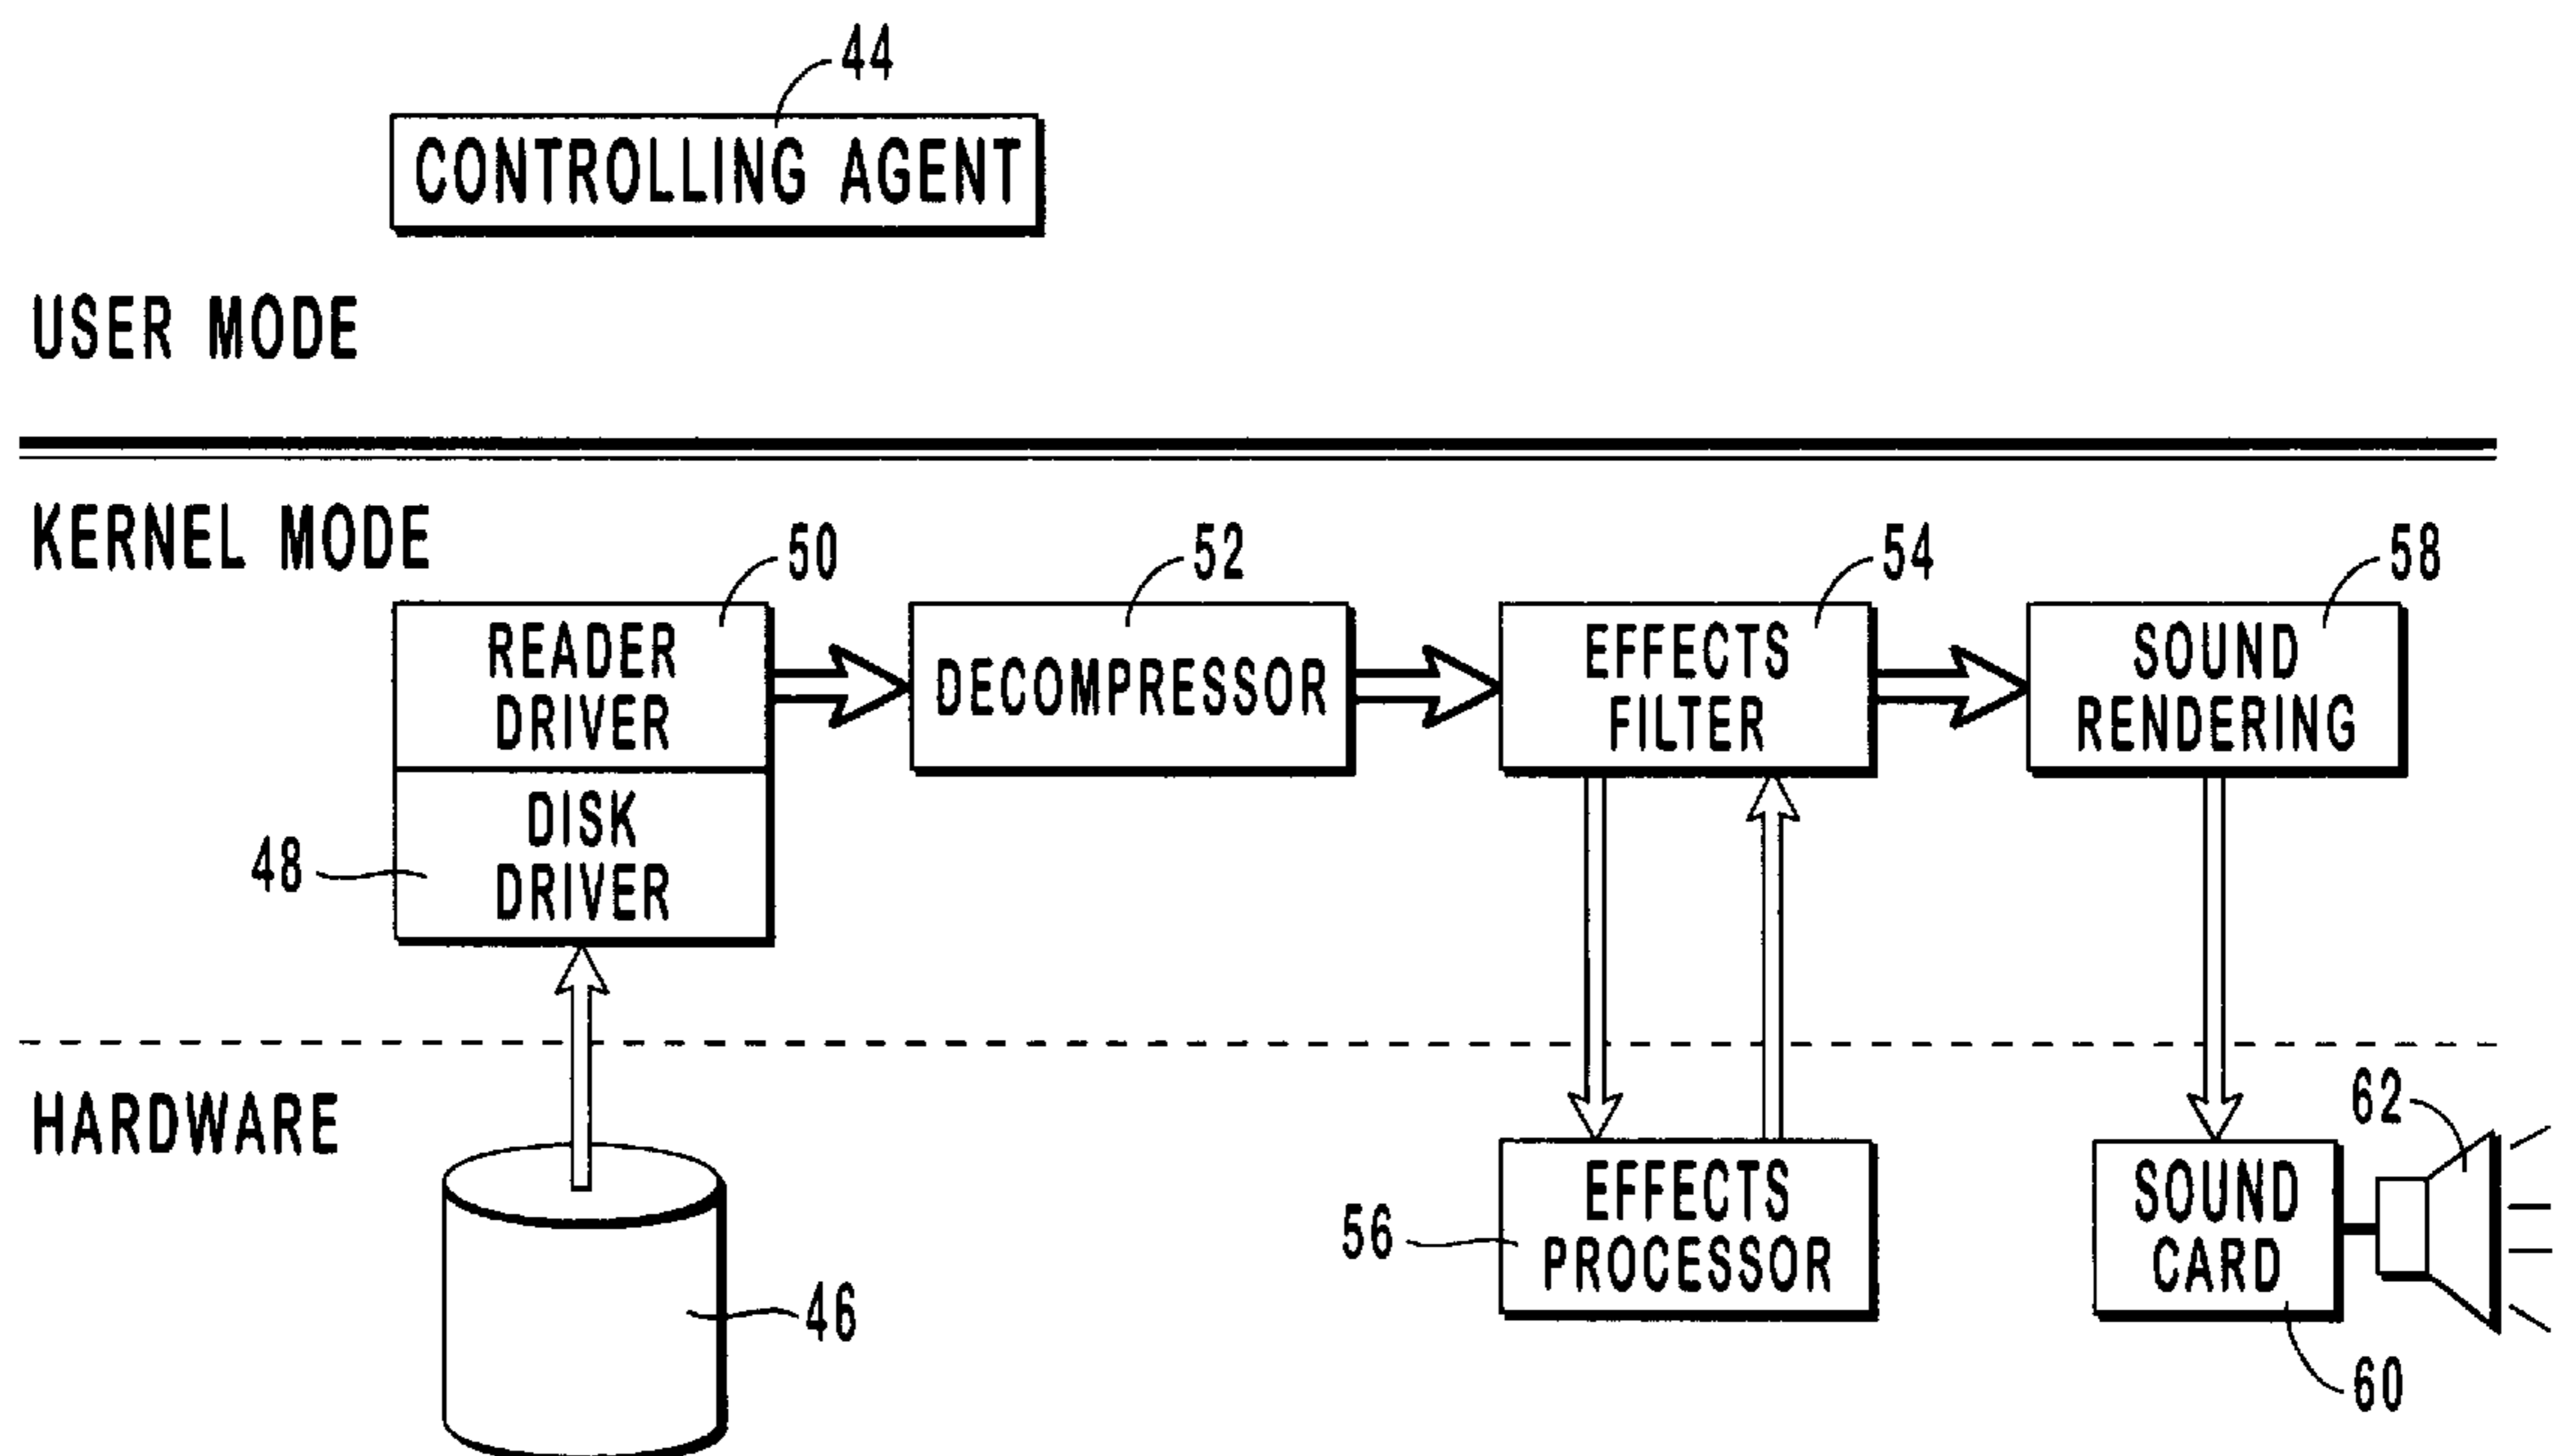 44
CONTROLLING AGENT
USER MODE
KERNEL MODE
50
52
54
58
READER
DRIVER
DECOMPRESSOR
EFFECTS
FILTER
SOUND
RENDERING
DISK
DRIVER
48
HARDWARE
62
EFFECTS
PROCESSOR
56
SOUND
CARD
46
60